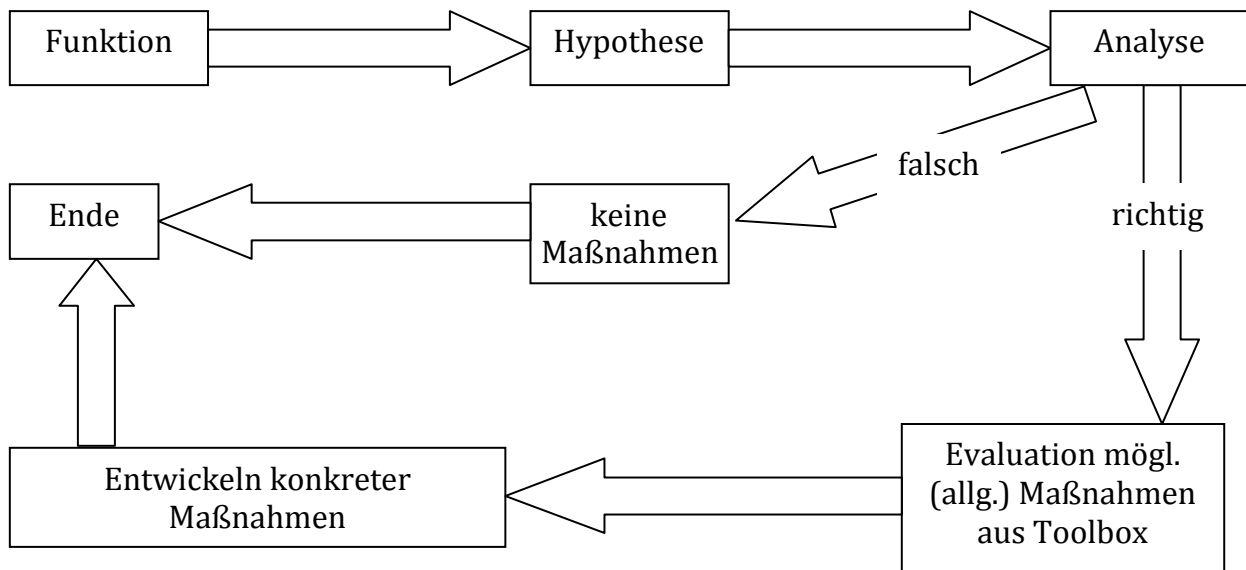 Funktion
Hypothese
Analyse
falsch
Ende
keine
Maßnahmen
richtig
Entwickeln konkreter
Maßnahmen
Evaluation mögl.
(allg.) Maßnahmen
aus Toolbox